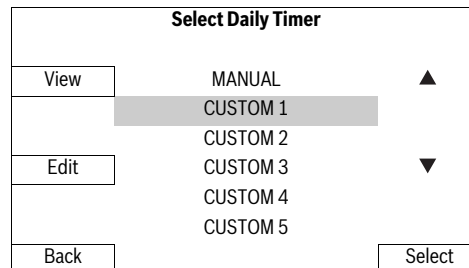 Select Daily Timer
View MANUAL ▲
CUSTOM 1
CUSTOM 2
Edit CUSTOM 3 ▼
CUSTOM 4
CUSTOM 5
Back Select